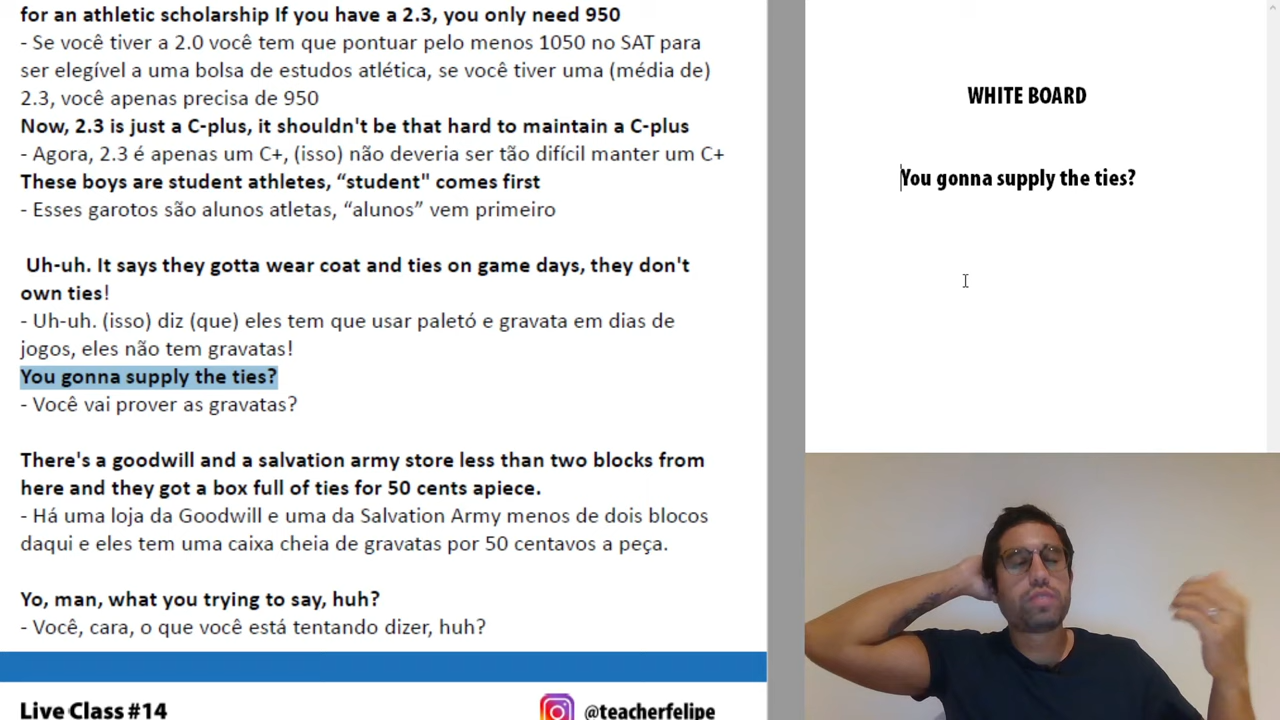 for an athletic scholarship If you have a 2.3, you only need 950
- Se você tiver a 2.0 você tem que pontuar pelo menos 1050 no SAT para
ser elegível a uma bolsa de estudos atlética, se você tiver uma (média de)
2.3, você apenas precisa de 950
Now, 2.3 is just a C-plus, it shouldn't be that hard to maintain a C-plus
- Agora, 2.3 é apenas um C+, (isso) não deveria ser tão difícil manter um C+
These boys are student athletes, “student" comes first
- Esses garotos são alunos atletas, “alunos” vem primeiro
Uh-uh. It says they gotta wear coat and ties on game days, they don't
own ties!
- Uh-uh. (isso) diz (que) eles tem que usar paletó e gravata em dias de
jogos, eles não tem gravatas!
You gonna supply the ties?
- Você vai prover as gravatas?
There's a goodwill and a salvation army store less than two blocks from
here and they got a box full of ties for 50 cents apiece.
- Há uma loja da Goodwill e uma da Salvation Army menos de dois blocos
daqui e eles tem uma caixa cheia de gravatas por 50 centavos a peça.
Yo, man, what you trying to say, huh?
- Você, cara, o que você está tentando dizer, huh?
Live Class #14
@teacherfelipe
WHITE BOARD
You gonna supply the ties?